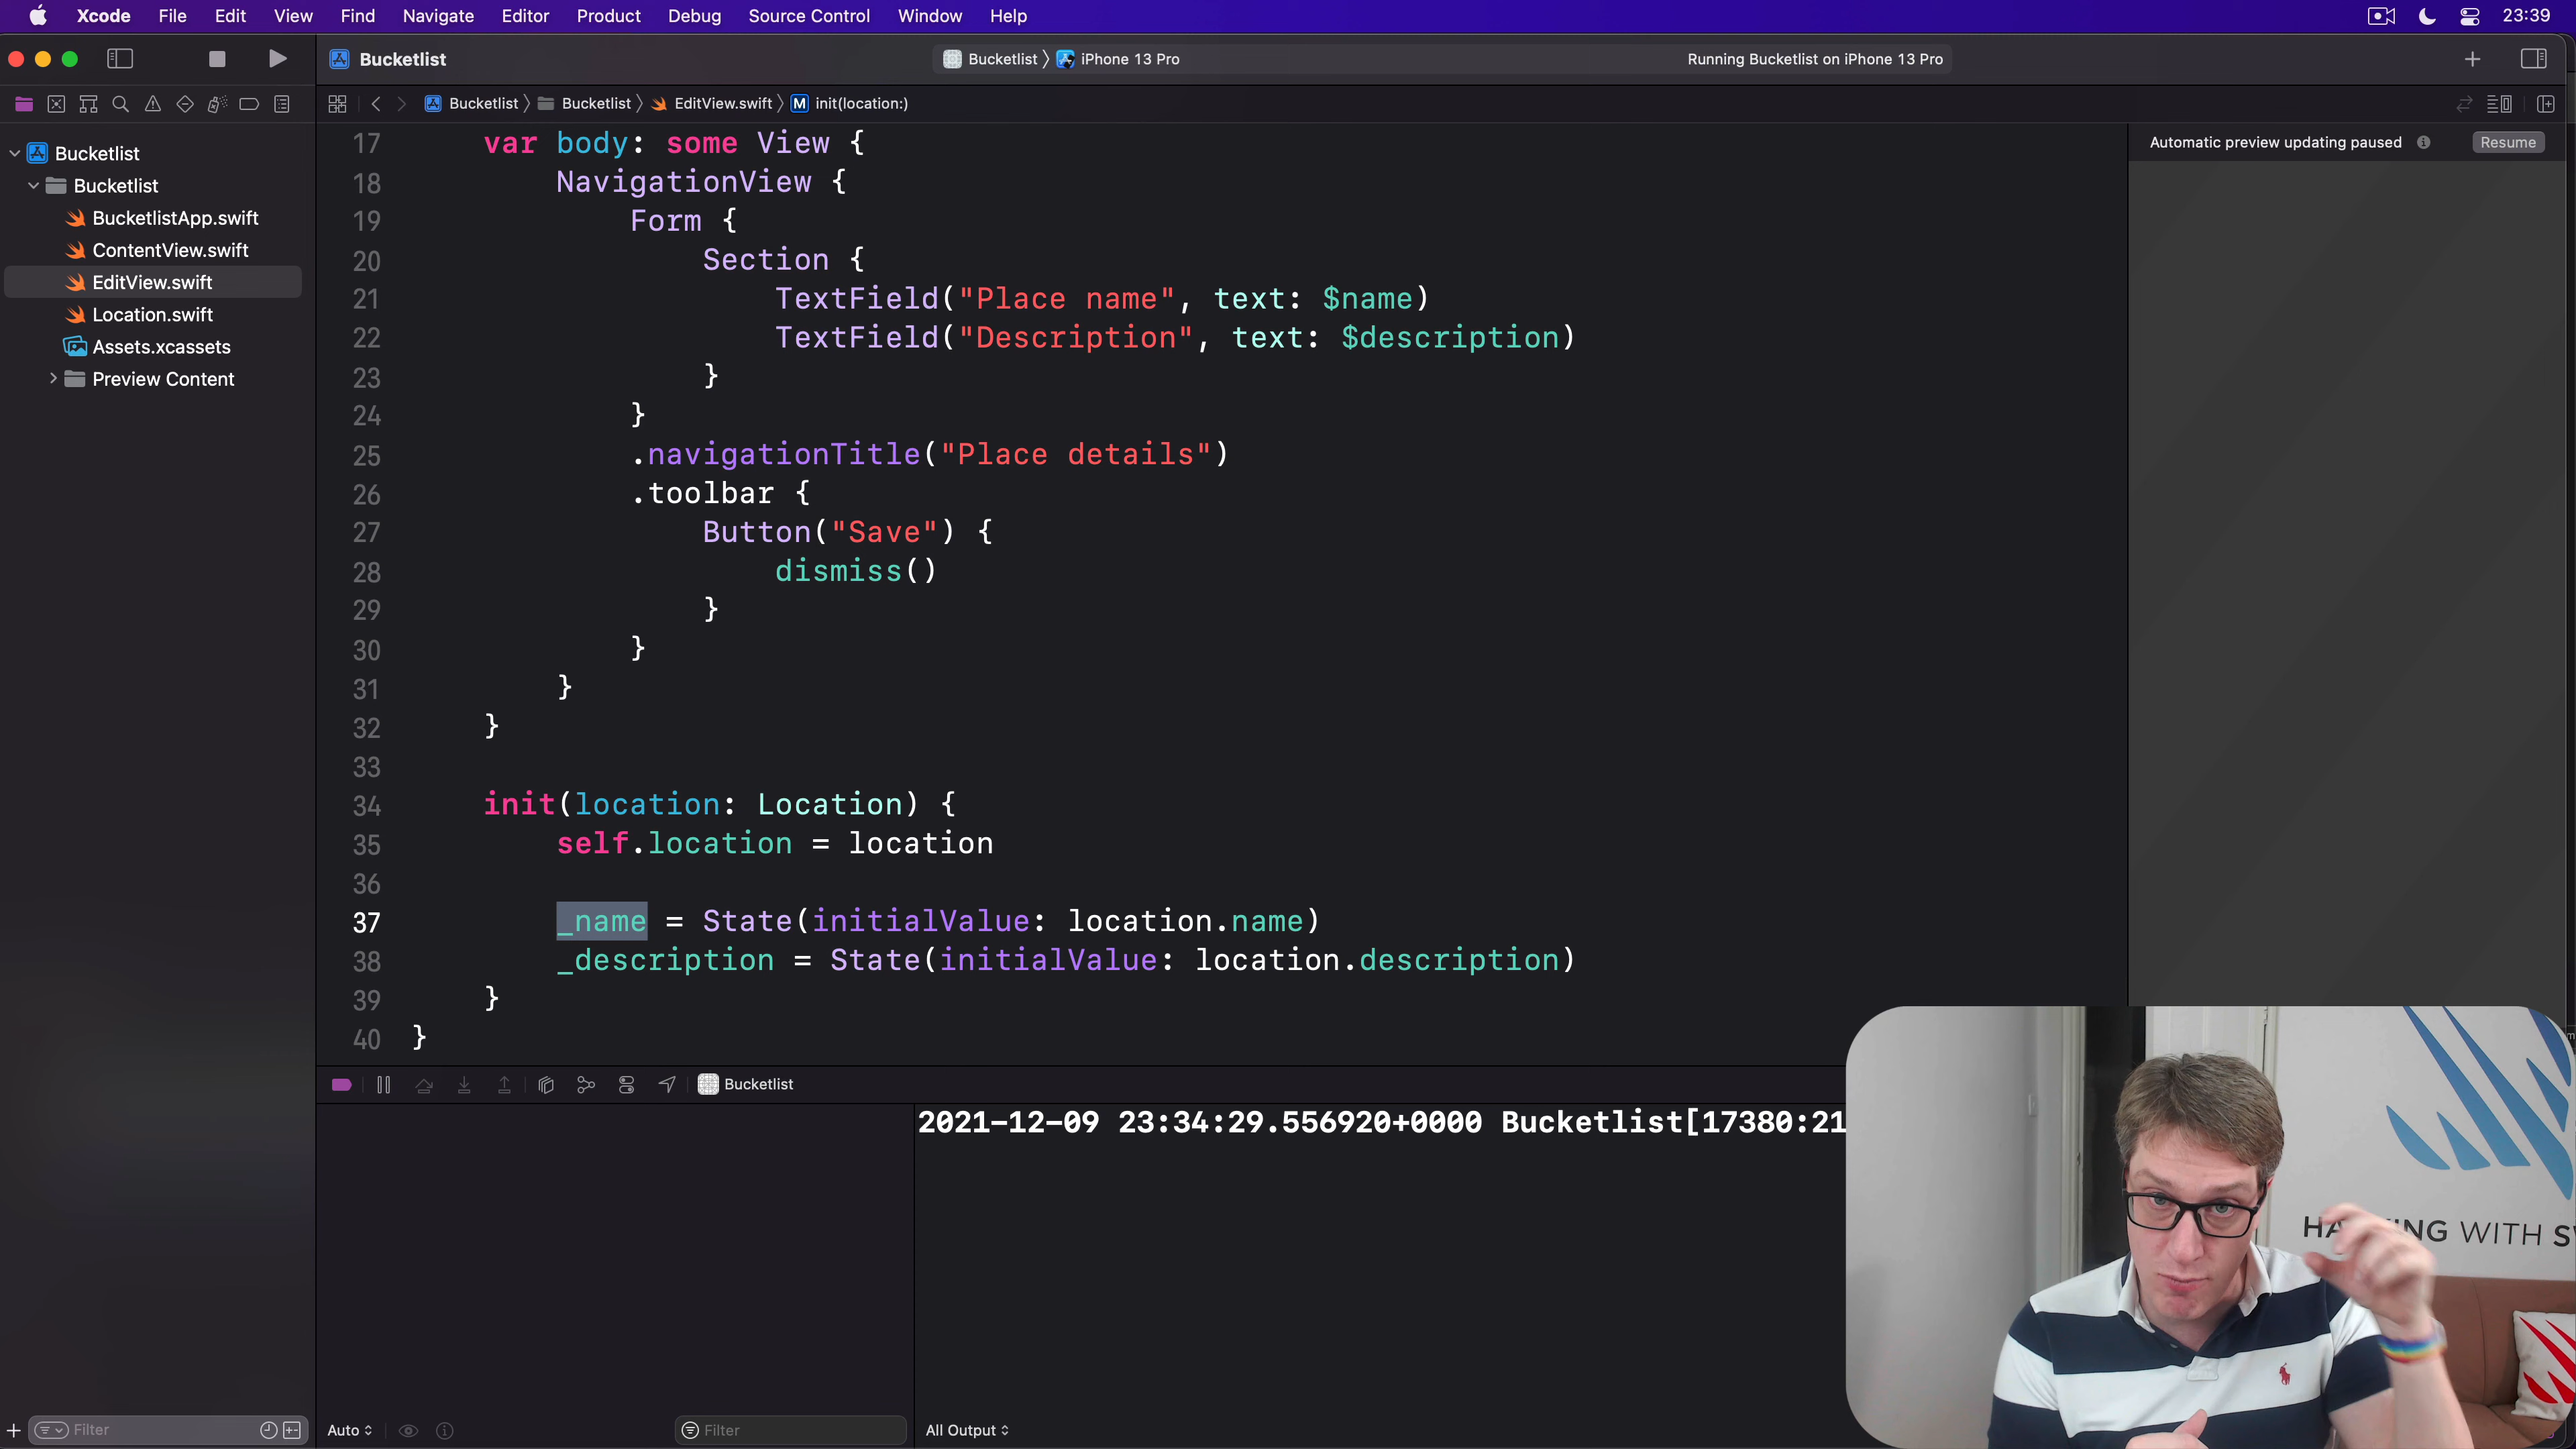 Xcode File Edit View Find Navigate Editor Product Debug Source Control Window Help 23:39
Bucketlist Bucketlist iPhone 13 Pro Running Bucketlist on iPhone 13 Pro
Bucketlist Bucketlist EditView.swift M init(location:)
Bucketlist
Bucketlist
BucketlistApp.swift
ContentView.swift
EditView.swift
Location.swift
Assets.xcassets
Preview Content
Automatic preview updating paused Resume
17 var body: some View {
18 NavigationView {
19 Form {
20 Section {
21 TextField("Place name", text: $name)
22 TextField("Description", text: $description)
23 }
24 }
25 .navigationTitle("Place details")
26 .toolbar {
27 Button("Save") {
28 dismiss()
29 }
30 }
31 }
32 }
33
34 init(location: Location) {
35 self.location = location
36
37 _name = State(initialValue: location.name)
38 _description = State(initialValue: location.description)
39 }
40 }
Bucketlist
2021-12-09 23:34:29.556920+0000 Bucketlist[17380:21
WITH
Filter
Auto
Filter
All Output